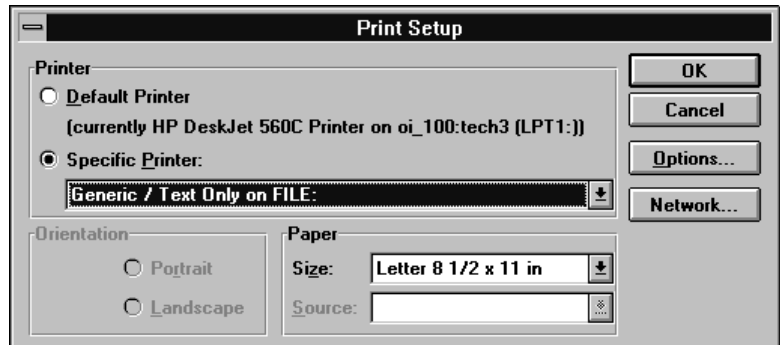 Print Setup
Printer
Default Printer
(currently HP DeskJet 560C Printer on oi_100:tech3 (LPT1:))
Specific Printer:
Generic / Text Only on FILE:
OK
Cancel
Options...
Network...
Orientation
Portrait
Landscape
Paper
Size: Letter 8 1/2 x 11 in
Source: